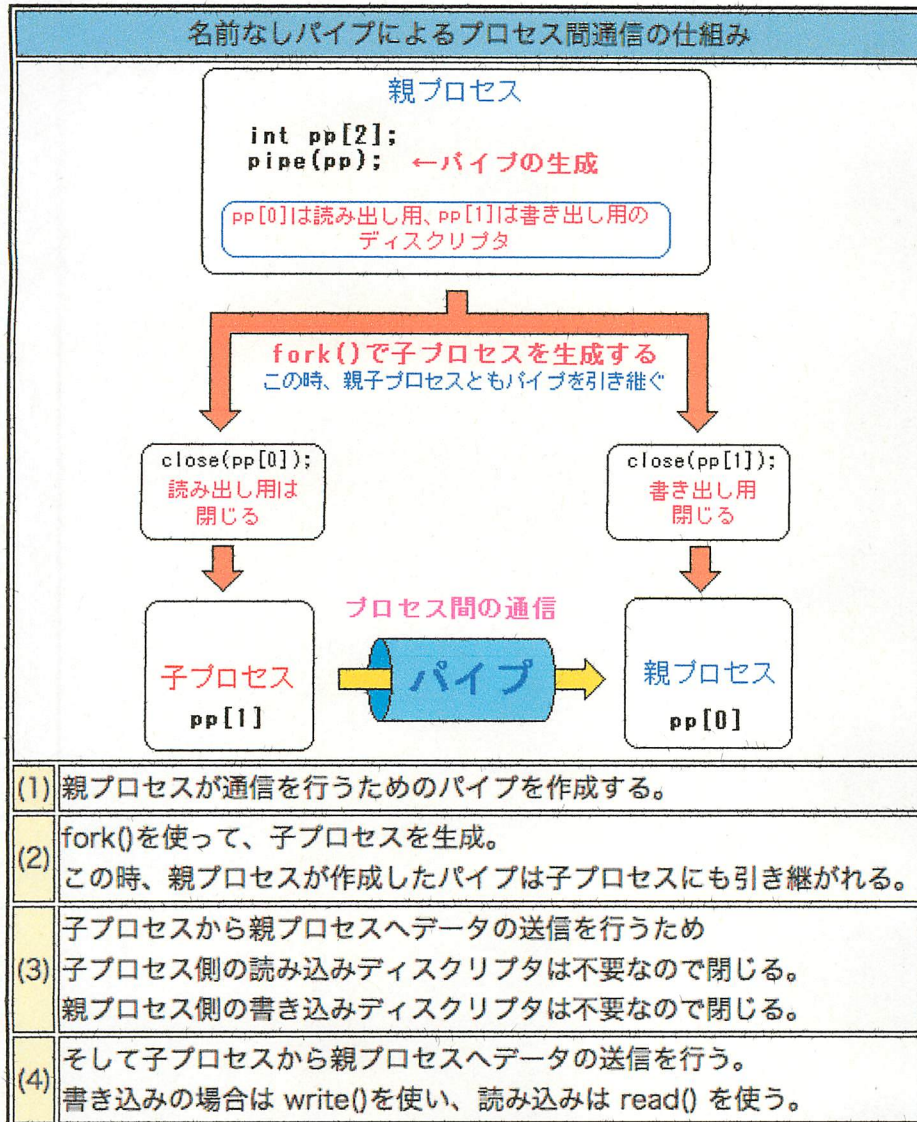 名前なしパイプによるプロセス間通信の仕組み
親プロセス
int pp[2];
pipe(pp); ←パイプの生成
pp[0]は読み出し用、pp[1]は書き出し用の
ディスクリプタ
fork()で子プロセスを生成する
この時、親子プロセスともパイプを引き継ぐ
close(pp[0]);
読み出し用は
閉じる
close(pp[1]);
書き出し用
閉じる
プロセス間の通信
子プロセス
pp[1]
パイプ
親プロセス
pp[0]
(1) 親プロセスが通信を行うためのパイプを作成する。
(2) fork()を使って、子プロセスを生成。
この時、親プロセスが作成したパイプは子プロセスにも引き継がれる。
(3) 子プロセスから親プロセスへデータの送信を行うため
子プロセス側の読み込みディスクリプタは不要なので閉じる。
親プロセス側の書き込みディスクリプタは不要なので閉じる。
(4) そして子プロセスから親プロセスへデータの送信を行う。
書き込みの場合は write()を使い、読み込みは read() を使う。